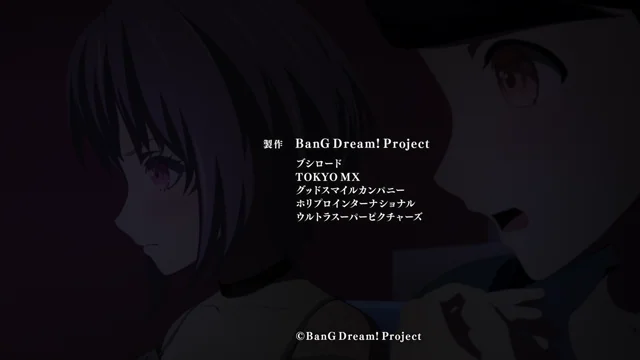 製作 BanG Dream! Project
ブシロード
TOKYO MX
グッドスマイルカンパニー
ホリプロインターナショナル
ウルトラスーパーピクチャーズ
©BanG Dream! Project